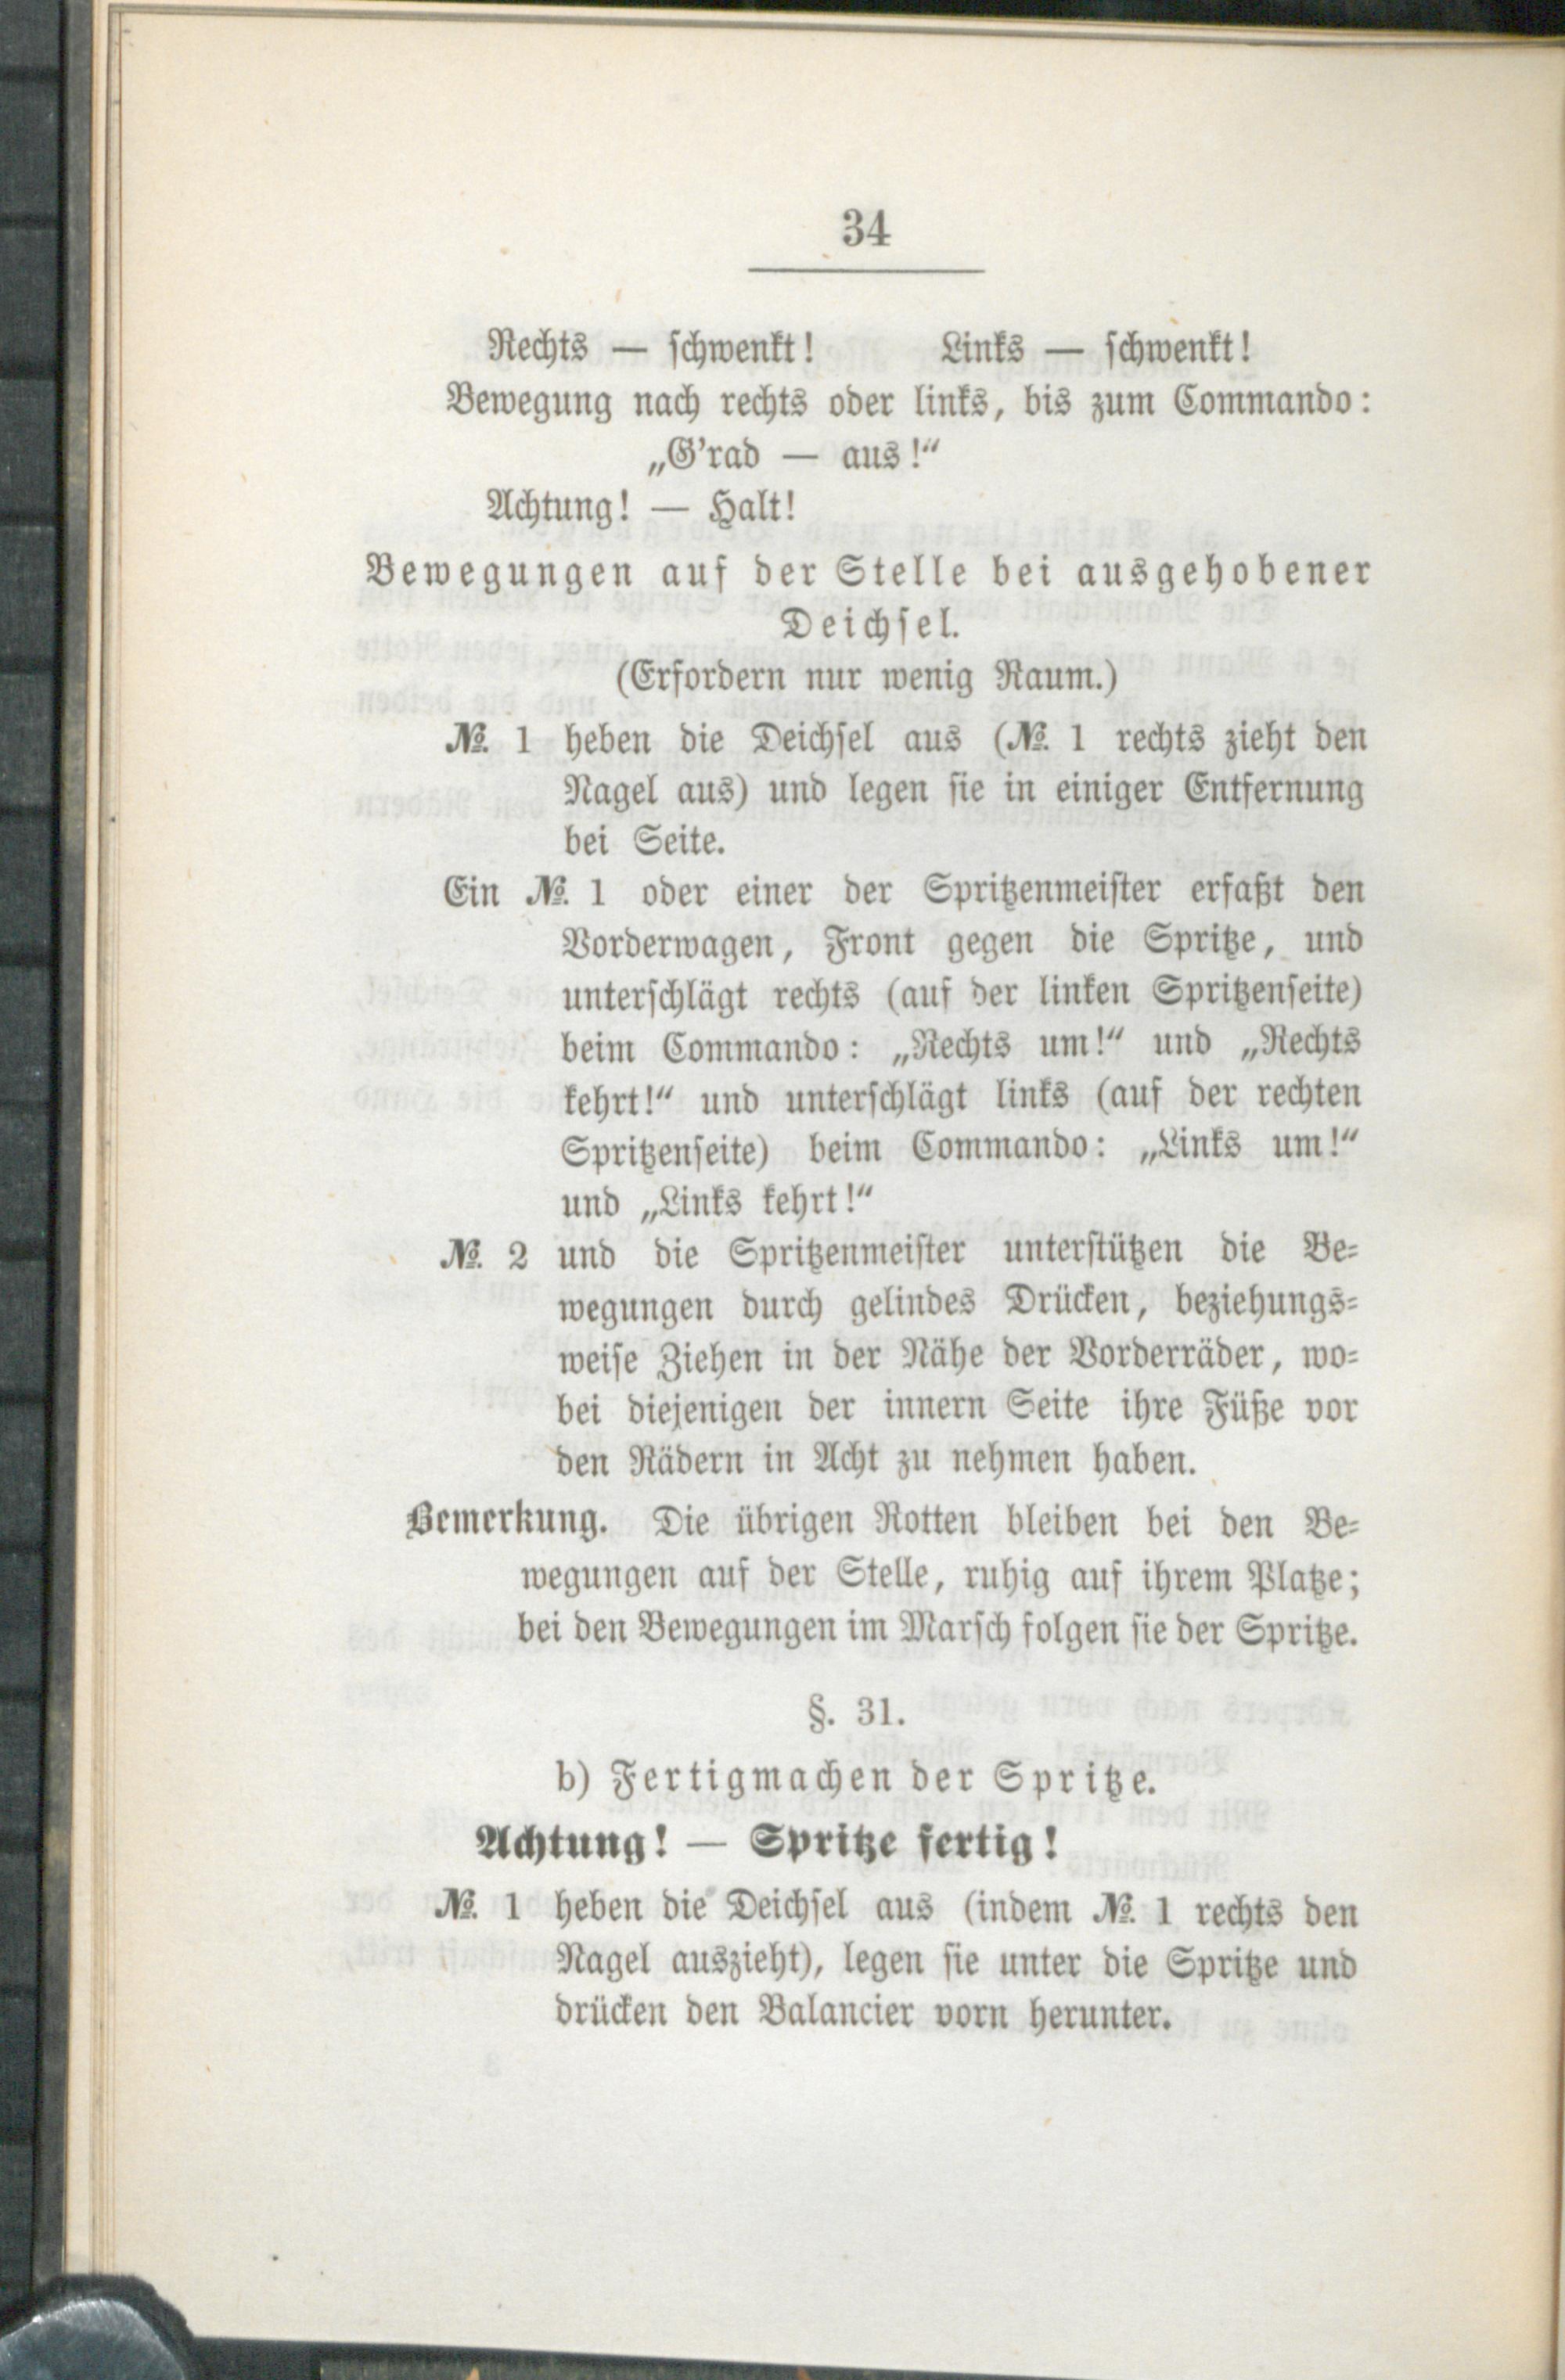 34
Rechts — schwenkt! Links — schwenkt!
Bewegung nach rechts oder links, bis zum Commando:
„G'rad — aus!“
Achtung! — Halt!
Bewegungen auf der Stelle bei ausgehobener
Deichsel.
(Erfordern nur wenig Raum.)
№. 1 heben die Deichsel aus (№. 1 rechts zieht den
Nagel aus) und legen sie in einiger Entfernung
bei Seite.
Ein №. 1 oder einer der Spritzenmeister erfaßt den
Vorderwagen, Front gegen die Spritze, und
unterschlägt rechts (auf der linken Spritzenseite)
beim Commando: „Rechts um!“ und „Rechts
kehrt!“ und unterschlägt links (auf der rechten
Spritzenseite) beim Commando: „Links um!“
und „Links kehrt!“
№. 2 und die Spritzenmeister unterstützen die Be-
wegungen durch gelindes Drücken, beziehungs-
weise Ziehen in der Nähe der Vorderräder, wo-
bei diejenigen der innern Seite ihre Füße vor
den Rädern in Acht zu nehmen haben.
Bemerkung. Die übrigen Rotten bleiben bei den Be-
wegungen auf der Stelle, ruhig auf ihrem Platze;
bei den Bewegungen im Marsch folgen sie der Spritze.
§. 31.
b) Fertigmachen der Spritze.
Achtung! — Spritze fertig!
№. 1 heben die Deichsel aus (indem №. 1 rechts den
Nagel auszieht), legen sie unter die Spritze und
drücken den Balancier vorn herunter.